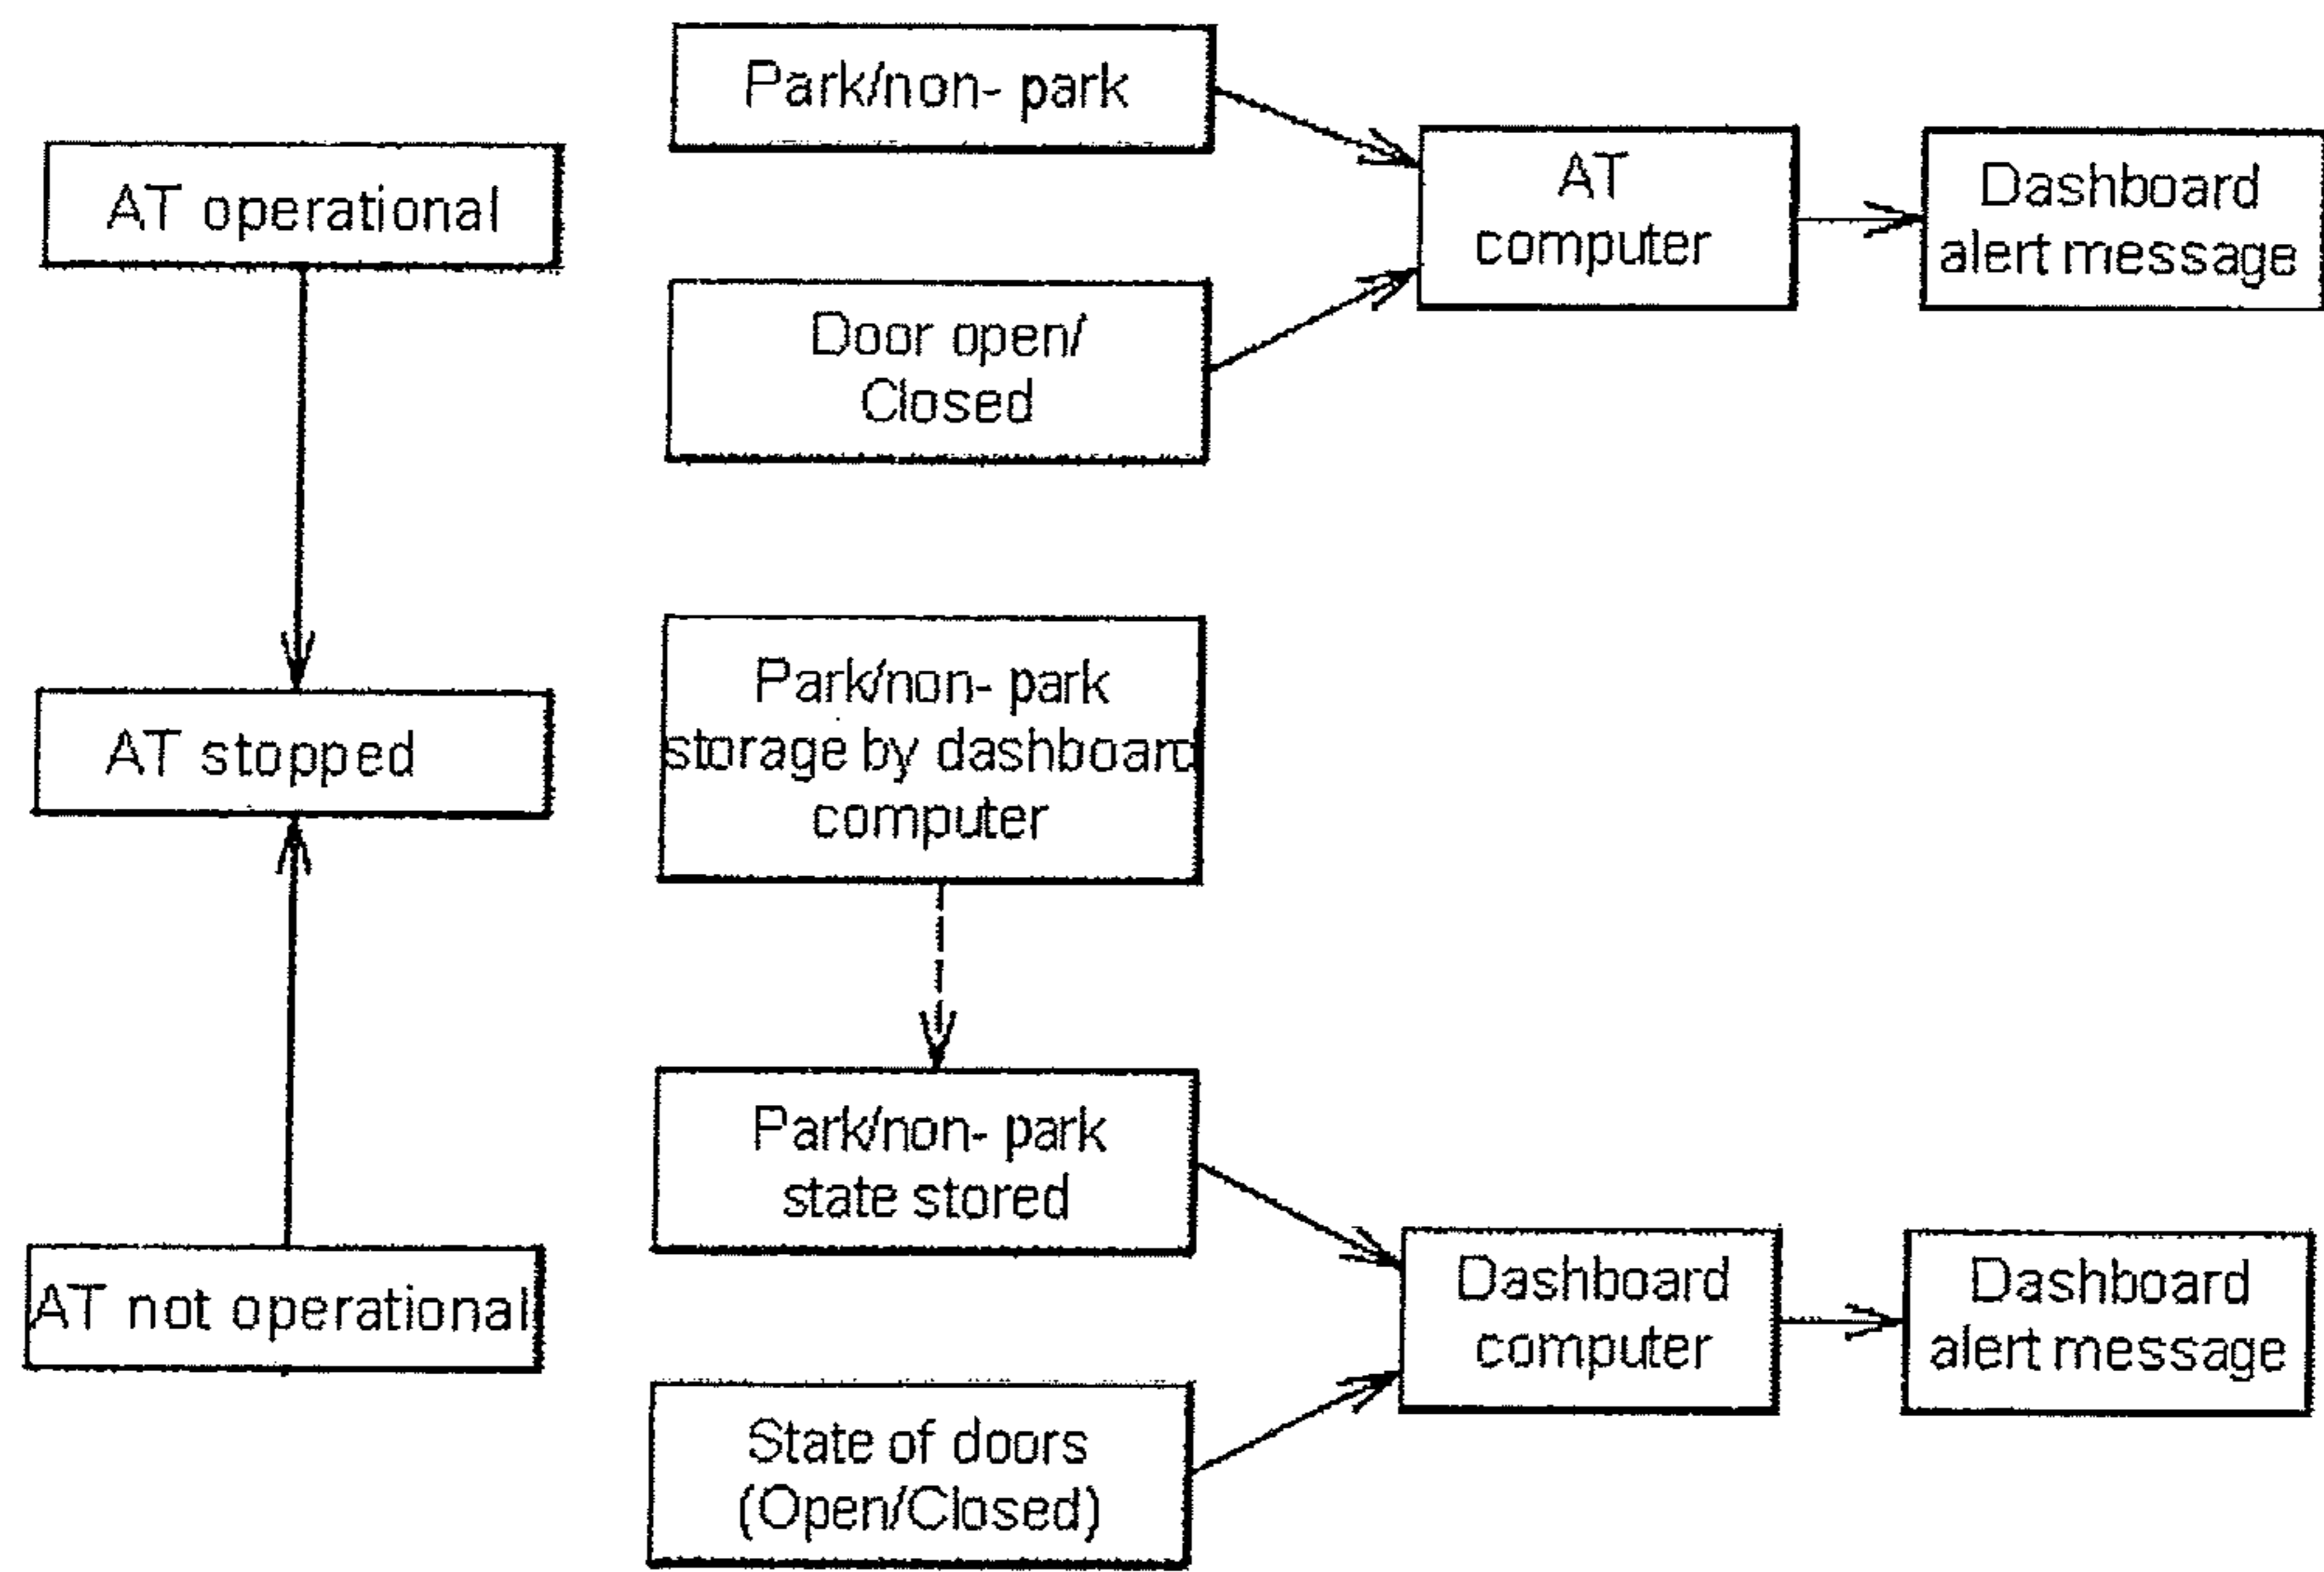 Park/non- park
AT operational
AT
computer
Dashboard
alert message
Door open/
Closed
AT stopped
Park/non- park
storage by dashboard
computer
Park/non- park
state stored
AT not operational
Dashboard
computer
Dashboard
alert message
State of doors
(Open/Closed)